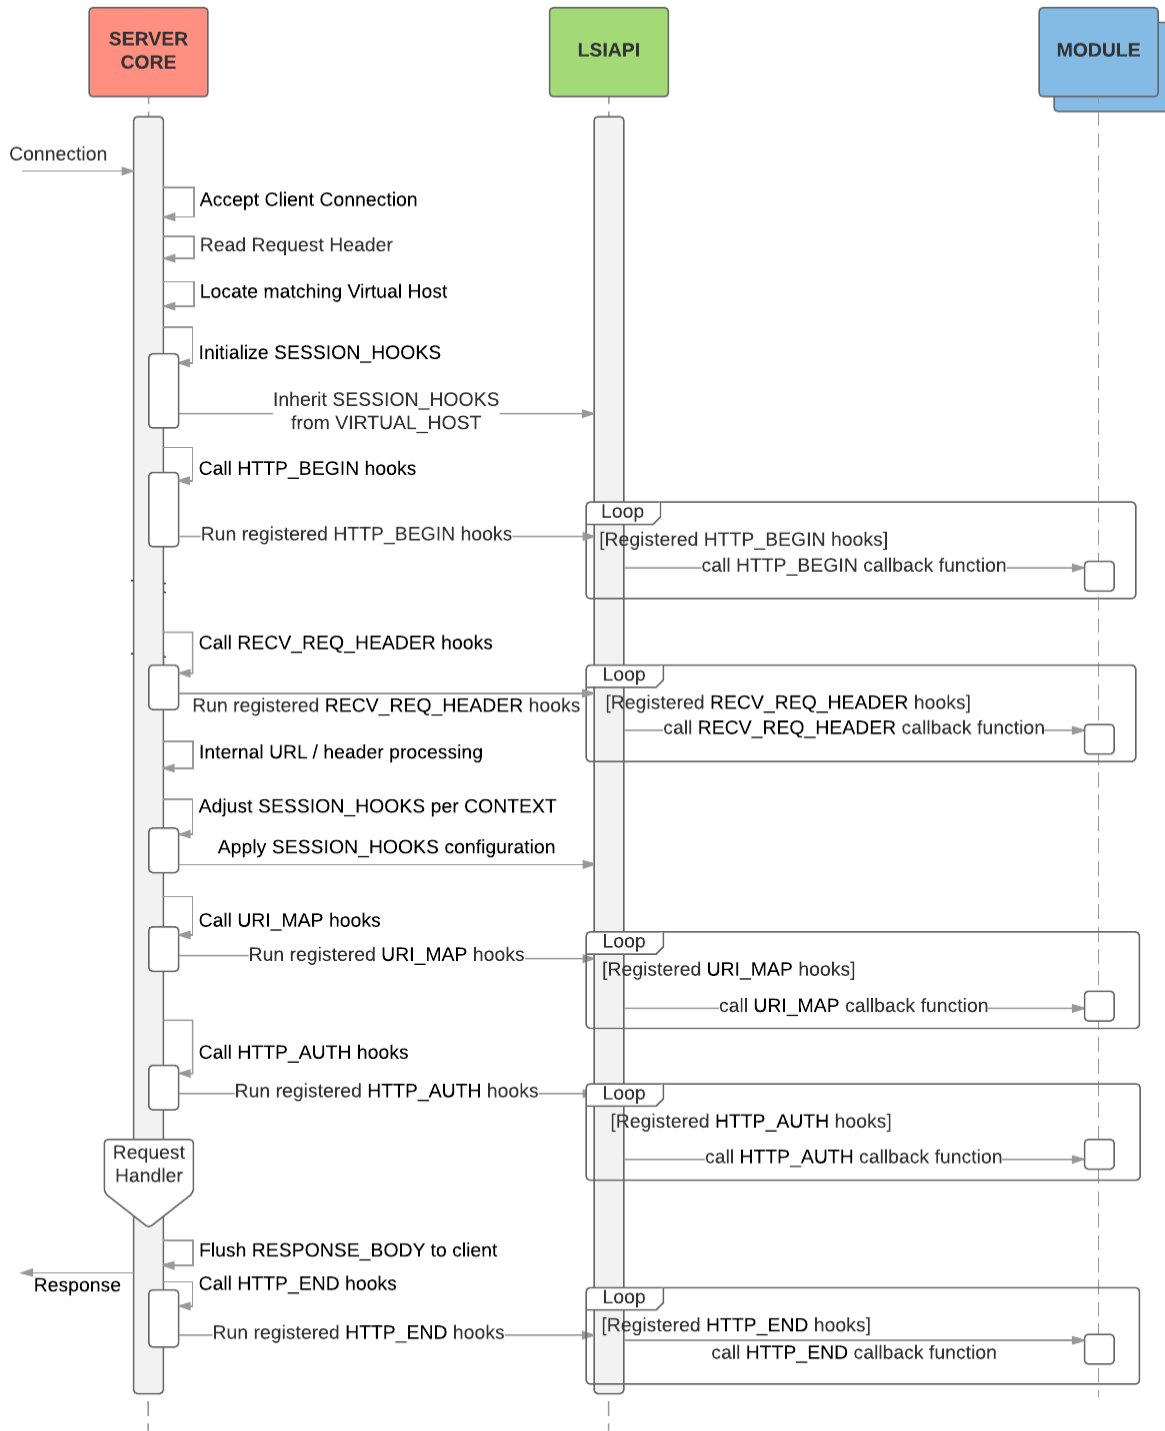 SERVER
CORE
LSIAPI
MODULE
Connection
Accept Client Connection
Read Request Header
Locate matching Virtual Host
Initialize SESSION_HOOKS
Inherit SESSION_HOOKS
from VIRTUAL_HOST
Call HTTP_BEGIN hooks
Run registered HTTP_BEGIN hooks
Loop
[Registered HTTP_BEGIN hooks]
call HTTP_BEGIN callback function
Call RECV_REQ_HEADER hooks
Run registered RECV_REQ_HEADER hooks
Loop
[Registered RECV_REQ_HEADER hooks]
call RECV_REQ_HEADER callback function
Internal URL / header processing
Adjust SESSION_HOOKS per CONTEXT
Apply SESSION_HOOKS configuration
Call URI_MAP hooks
Run registered URI_MAP hooks
Loop
[Registered URI_MAP hooks]
call URI_MAP callback function
Call HTTP_AUTH hooks
Run registered HTTP_AUTH hooks
Loop
[Registered HTTP_AUTH hooks]
call HTTP_AUTH callback function
Request
Handler
Flush RESPONSE_BODY to client
Response
Call HTTP_END hooks
Run registered HTTP_END hooks
Loop
[Registered HTTP_END hooks]
call HTTP_END callback function